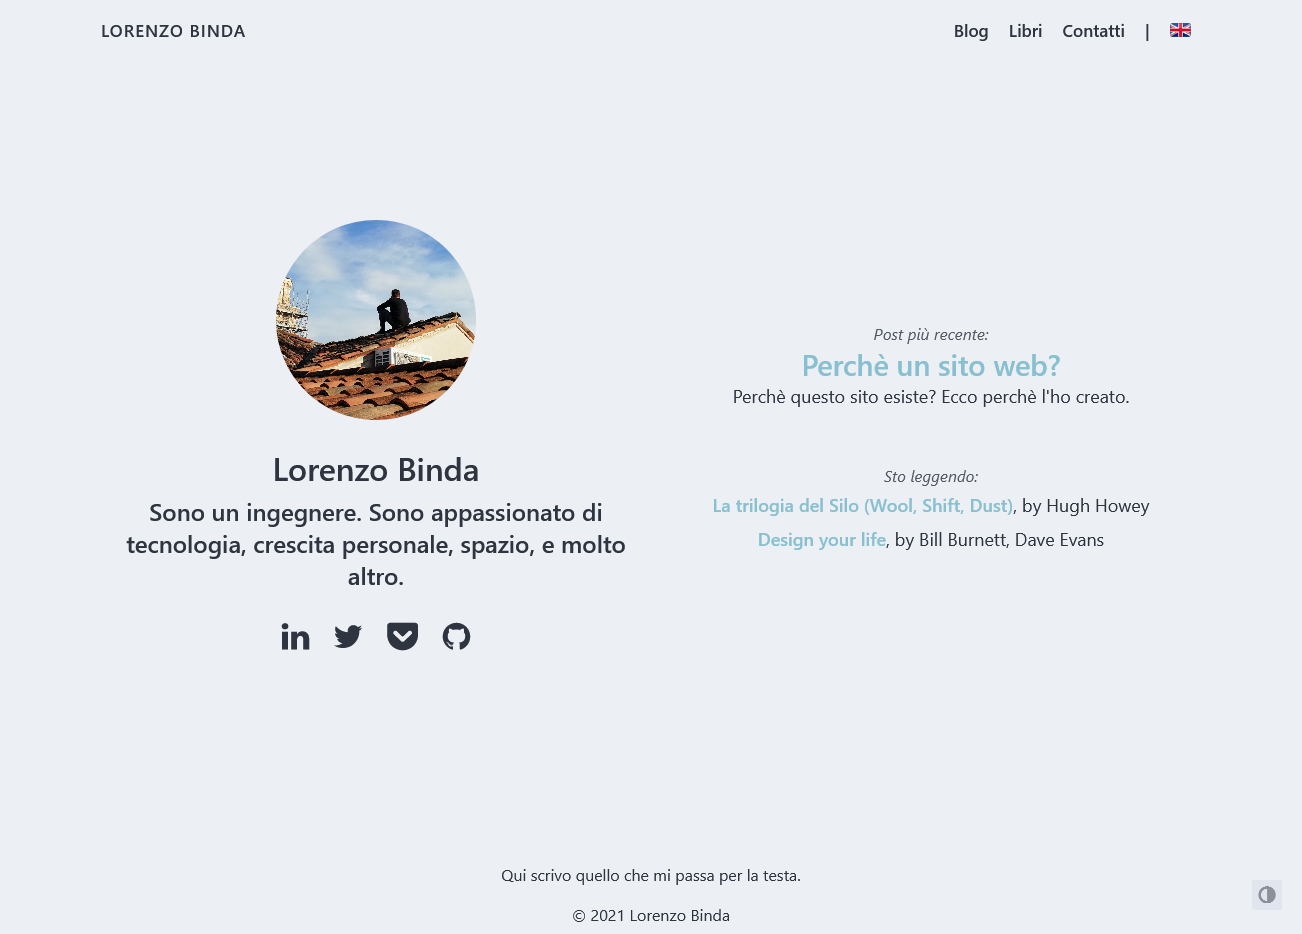 LORENZO BINDA
Blog Libri Contatti |
Lorenzo Binda
Sono un ingegnere. Sono appassionato di
tecnologia, crescita personale, spazio, e molto
altro.
Post più recente:
Perchè un sito web?
Perchè questo sito esiste? Ecco perchè l'ho creato.
Sto leggendo:
La trilogia del Silo (Wool, Shift, Dust), by Hugh Howey
Design your life, by Bill Burnett, Dave Evans
Qui scrivo quello che mi passa per la testa.
© 2021 Lorenzo Binda